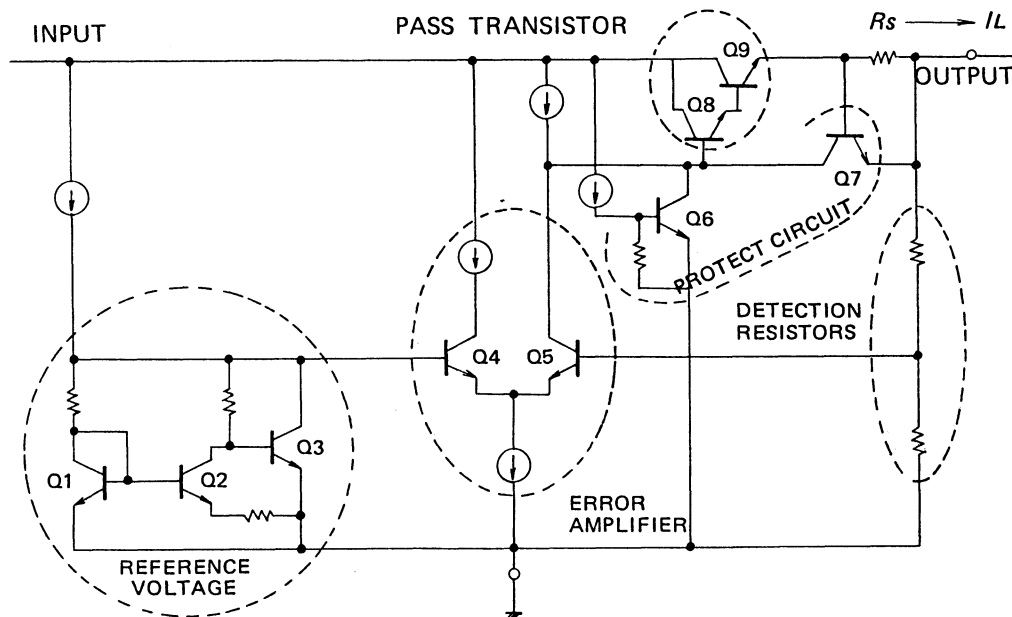 INPUT
PASS TRANSISTOR
Rs → IL
OUTPUT
Q9
Q8
Q7
Q6
PROTECT CIRCUIT
DETECTION
RESISTORS
Q4
Q5
Q3
Q1
Q2
ERROR
AMPLIFIER
REFERENCE
VOLTAGE